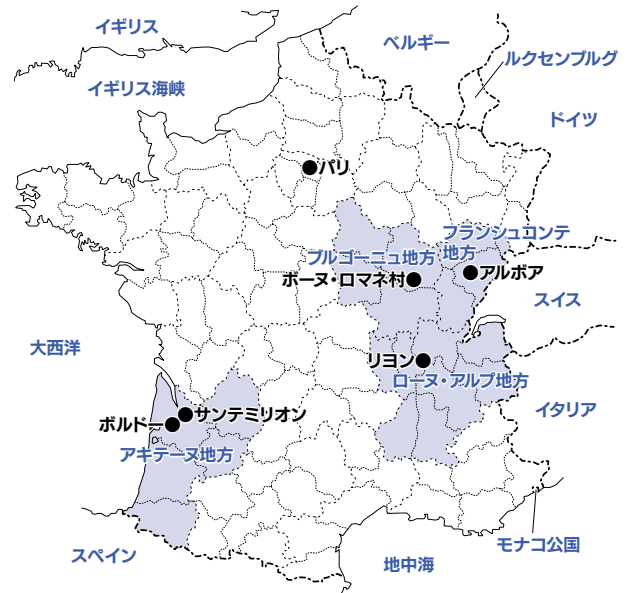 イギリス
ベルギー
ルクセンブルグ
イギリス海峡
ドイツ
パリ
フランシュコンテ
地方
ブルゴーニュ地方
ボーヌ・ロマネ村
アルボア
スイス
大西洋
リヨン
ローヌ・アルプ地方
イタリア
サンテミリオン
ボルドー
アキテーヌ地方
スペイン
モナコ公国
地中海